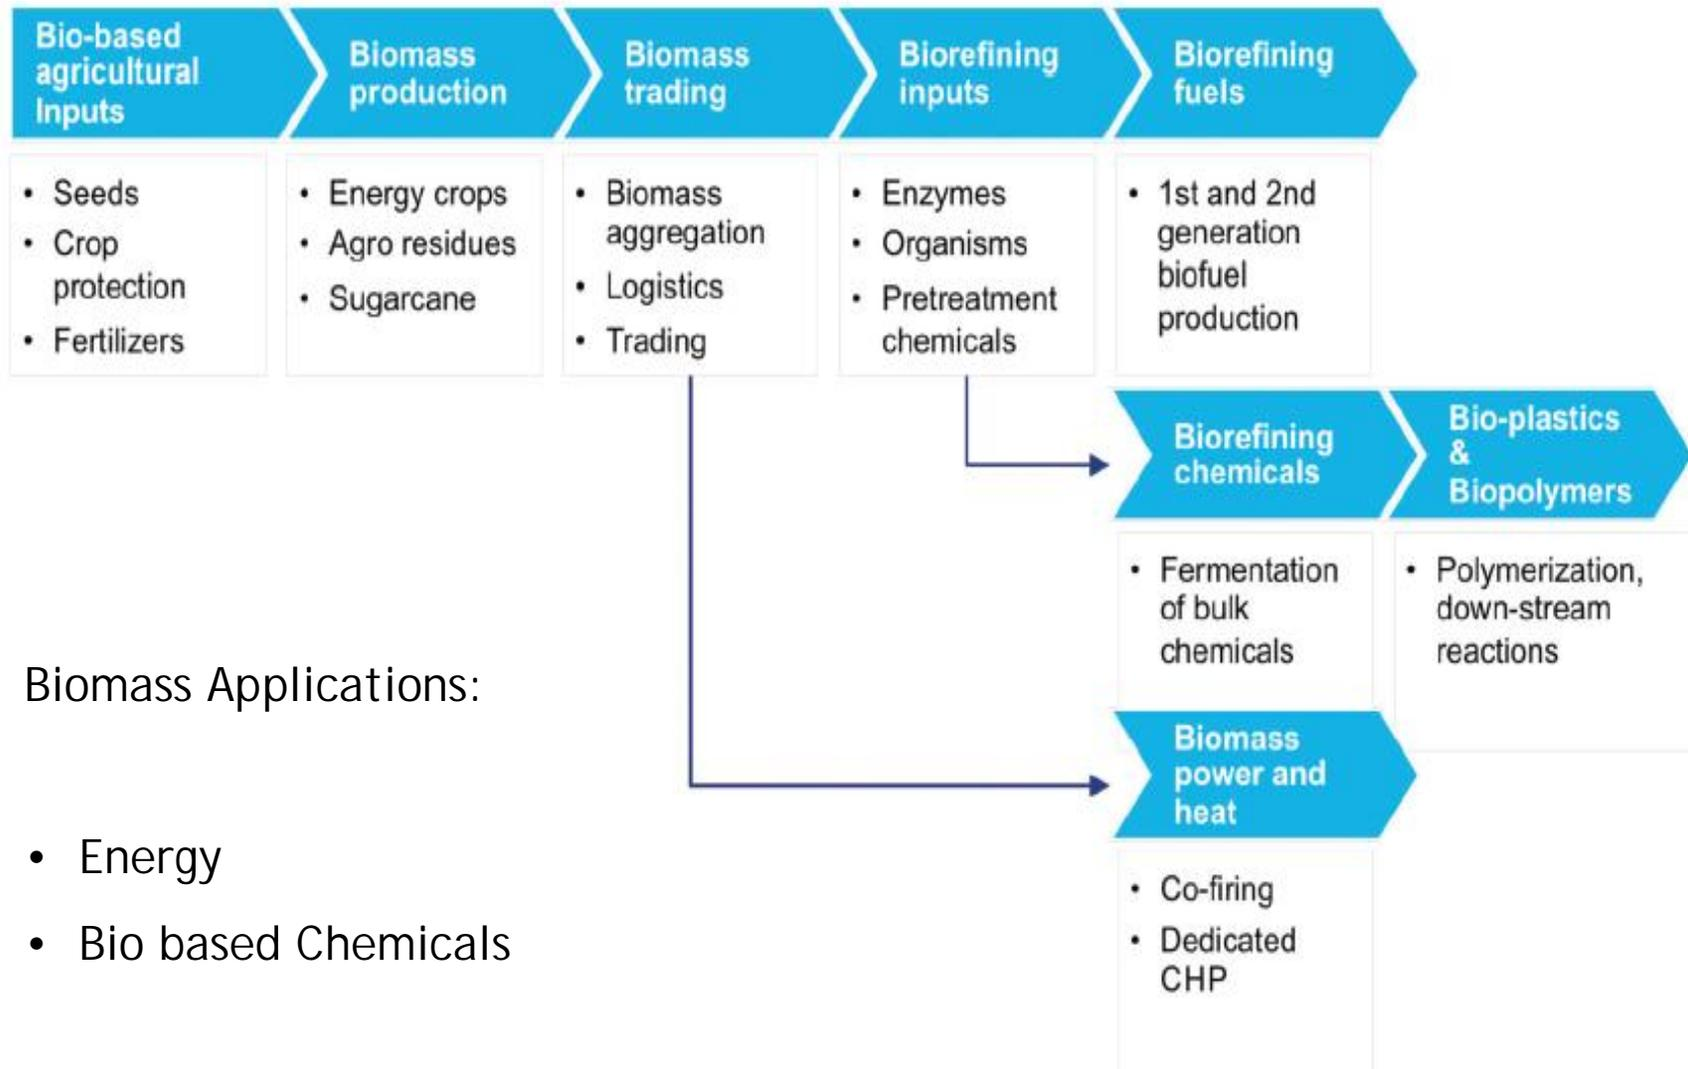 Bio-based
agricultural
Inputs
Biomass
production
Biomass
trading
Biorefining
inputs
Biorefining
fuels
• Seeds
• Crop
protection
• Fertilizers
• Energy crops
• Agro residues
• Sugarcane
• Biomass
aggregation
• Logistics
• Trading
• Enzymes
• Organisms
• Pretreatment
chemicals
• 1st and 2nd
generation
biofuel
production
Biorefining
chemicals
Bio-plastics
&
Biopolymers
• Fermentation
of bulk
chemicals
• Polymerization,
down-stream
reactions
Biomass
power and
heat
• Co-firing
• Dedicated
CHP
Biomass Applications:
• Energy
• Bio based Chemicals